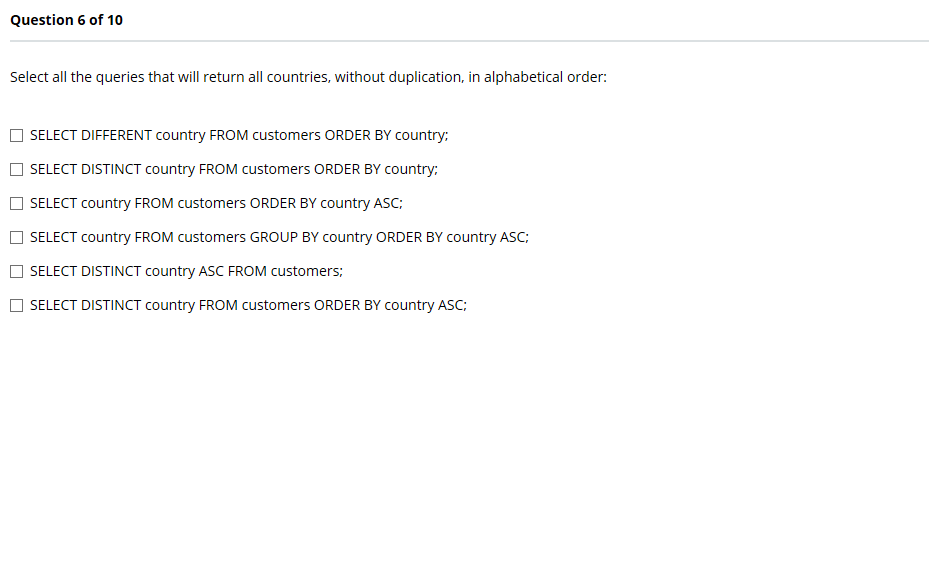 Question 6 of 10
Select all the queries that will return all countries, without duplication, in alphabetical order:
SELECT DIFFERENT country FROM customers ORDER BY country;
SELECT DISTINCT country FROM customers ORDER BY country;
SELECT country FROM customers ORDER BY country ASC;
SELECT country FROM customers GROUP BY country ORDER BY country ASC;
SELECT DISTINCT country ASC FROM customers;
SELECT DISTINCT country FROM customers ORDER BY country ASC;